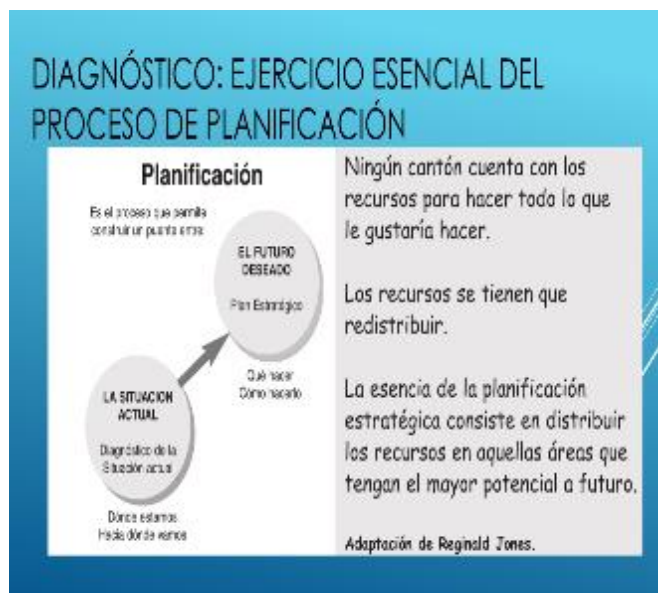 DIAGNÓSTICO: EJERCICIO ESENCIAL DEL
PROCESO DE PLANIFICACIÓN
Planificación
Es el proceso que permite
construir un puente entre:
EL FUTURO
DESEADO
Plan Estratégico
Qué hacer
Cómo hacerlo
LA SITUACION
ACTUAL
Diagnóstico de la
Situación actual
Dónde estamos
Hacia dónde vamos
Ningún cantón cuenta con los
recursos para hacer todo lo que
le gustaría hacer.
Los recursos se tienen que
redistribuir.
La esencia de la planificación
estratégica consiste en distribuir
los recursos en aquellas áreas que
tengan el mayor potencial a futuro.
Adaptación de Reginald Jones.